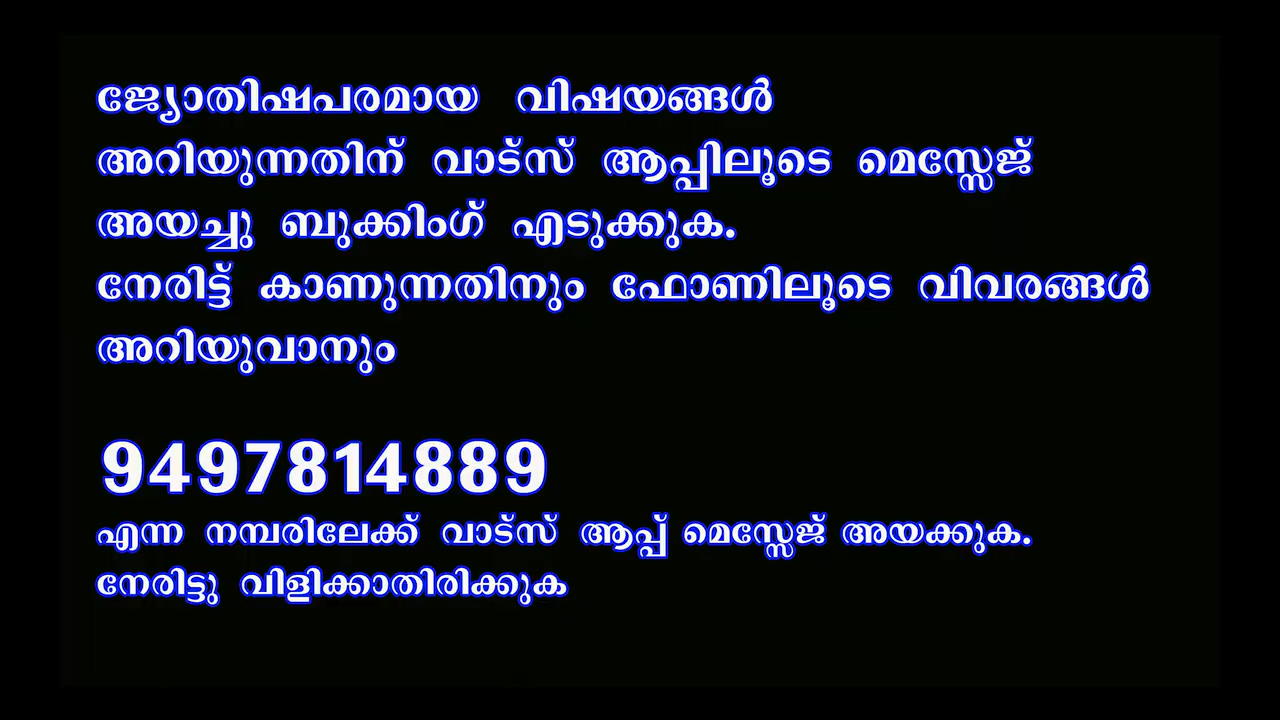 ജ്യോതിഷപരമായ വിഷയങ്ങൾ
അറിയുന്നതിന് വാട്സ് ആപ്പിലൂടെ മെസ്സേജ്
അയച്ചു ബുക്കിംഗ് എടുക്കുക.
നേരിട്ട് കാണുന്നതിനും ഫോണിലൂടെ വിവരങ്ങൾ
അറിയുവാനും
9497814889
എന്ന നമ്പരിലേക്ക് വാട്സ് ആപ്പ് മെസ്സേജ് അയക്കുക.
നേരിട്ടു വിളിക്കാതിരിക്കുക